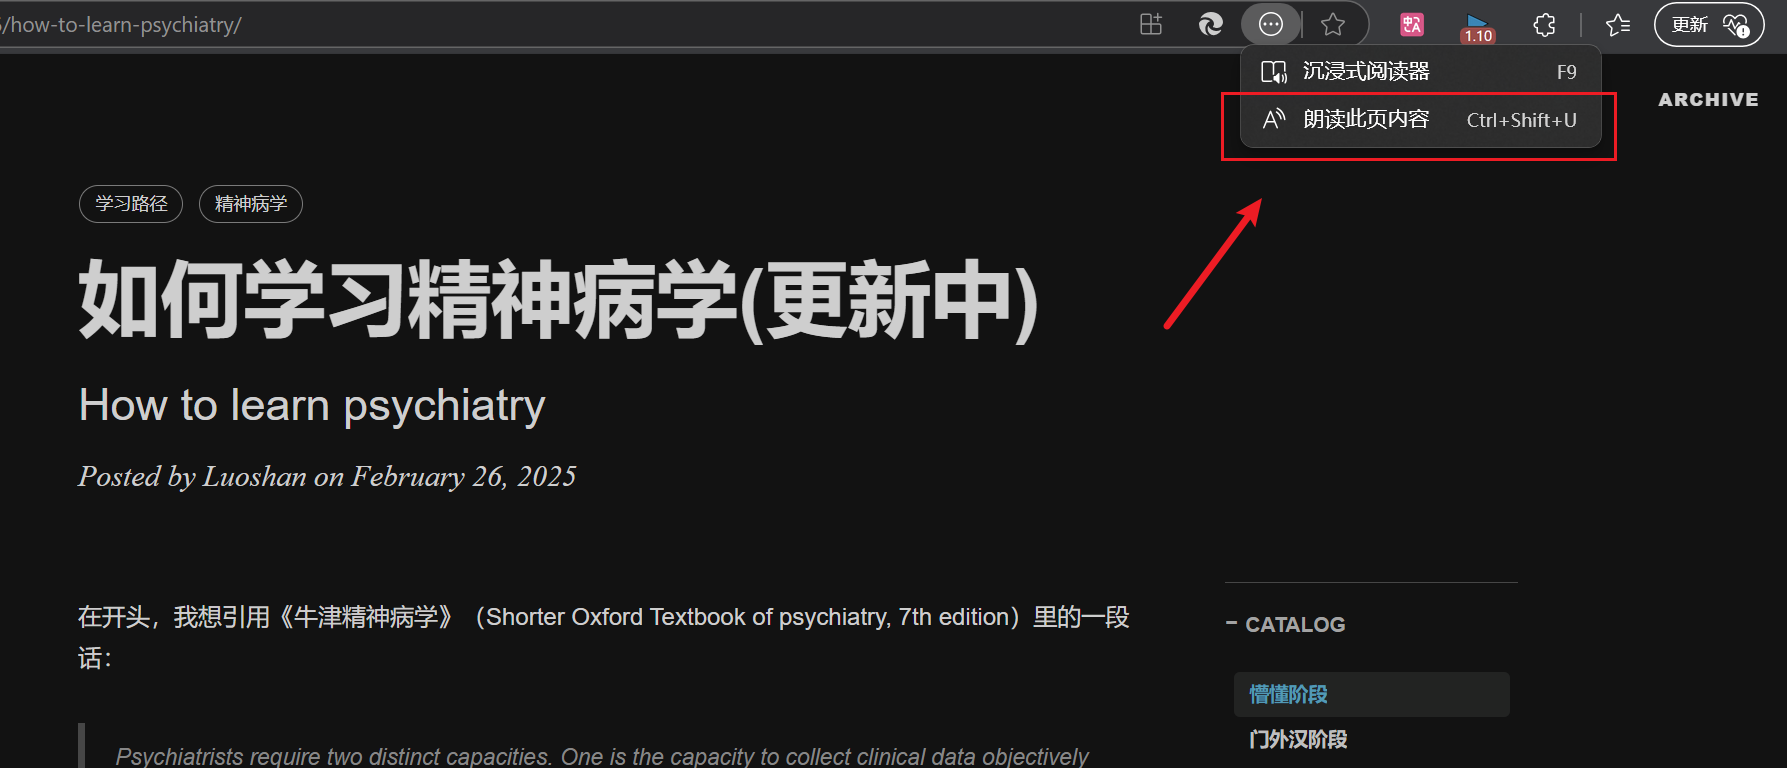 /how-to-learn-psychiatry/
中
A
1.10
更新
沉浸式阅读器 F9
朗读此页内容 Ctrl+Shift+U
ARCHIVE
学习路径 精神病学
如何学习精神病学(更新中)
How to learn psychiatry
Posted by Luoshan on February 26, 2025
在开头，我想引用《牛津精神病学》（Shorter Oxford Textbook of psychiatry, 7th edition）里的一段
话：
Psychiatrists require two distinct capacities. One is the capacity to collect clinical data objectively
− CATALOG
懵懂阶段
门外汉阶段